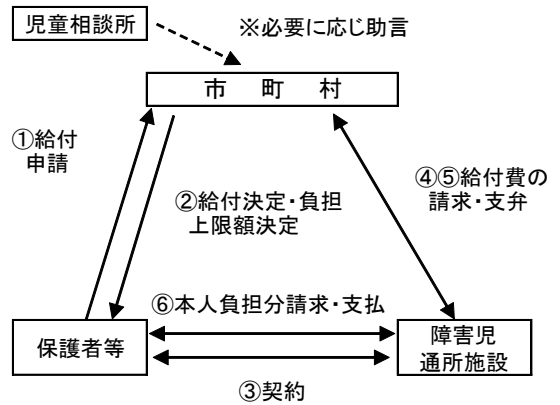 児童相談所
※必要に応じ助言
市 町 村
①給付
申請
②給付決定・負担
上限額決定
④⑤給付費の
請求・支弁
⑥本人負担分請求・支払
保護者等
障害児
通所施設
③契約